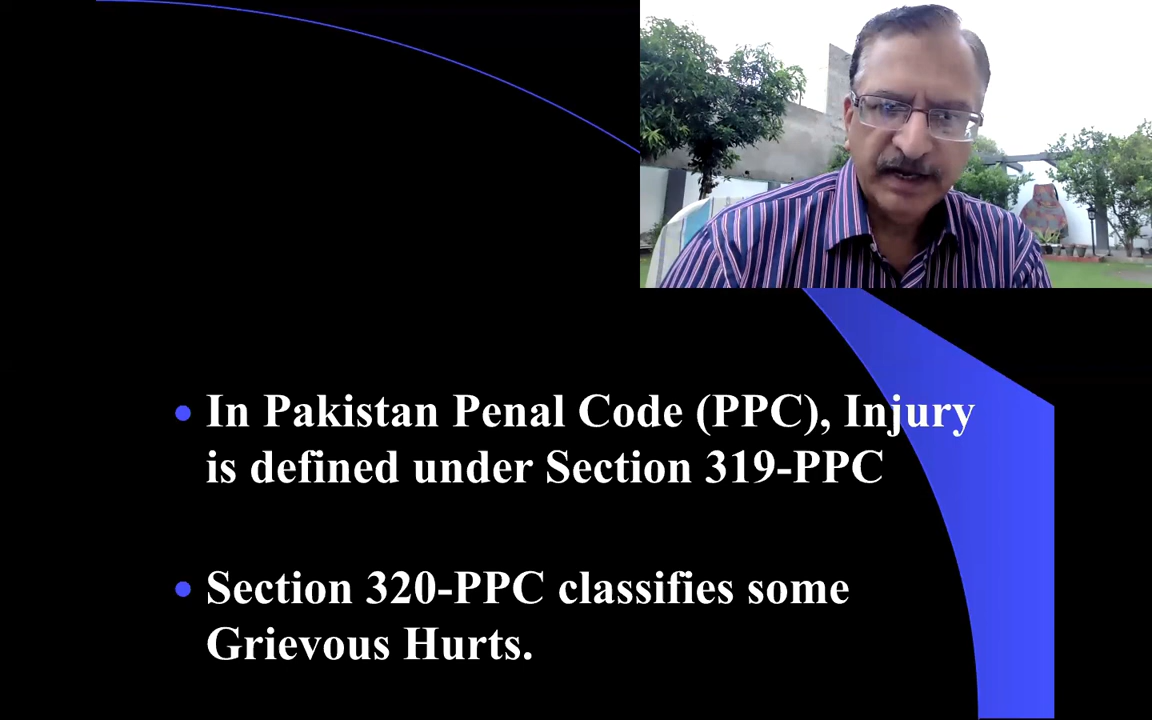 • In Pakistan Penal Code (PPC), Injury
is defined under Section 319-PPC
• Section 320-PPC classifies some
Grievous Hurts.